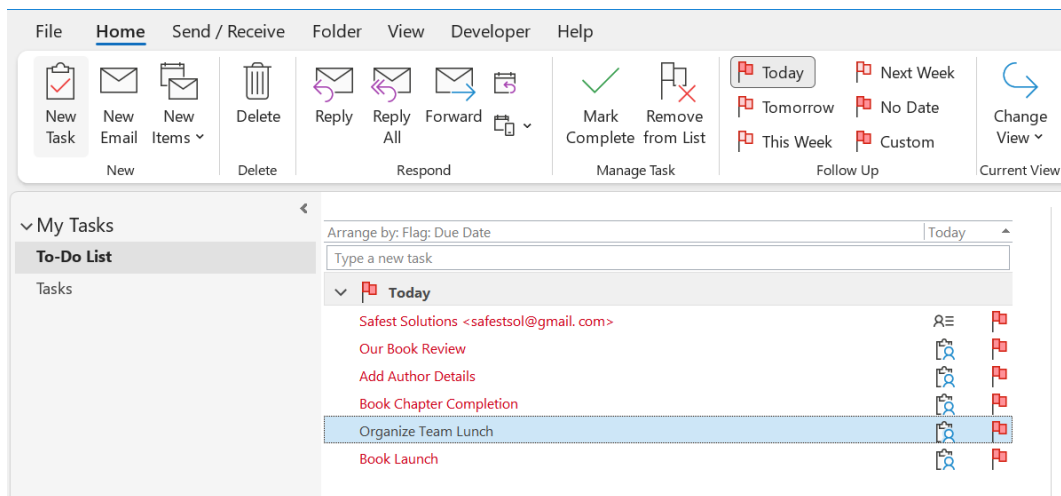 File Home Send / Receive Folder View Developer Help
New Task
New Email
New Items
Delete
Reply
Reply All
Forward
Mark Complete
Remove from List
Today
Tomorrow
This Week
Next Week
No Date
Custom
Change View
New
Delete
Respond
Manage Task
Follow Up
Current View
My Tasks
To-Do List
Tasks
Arrange by: Flag: Due Date Today
Type a new task
Today
Safest Solutions <safestsol@gmail. com>
Our Book Review
Add Author Details
Book Chapter Completion
Organize Team Lunch
Book Launch